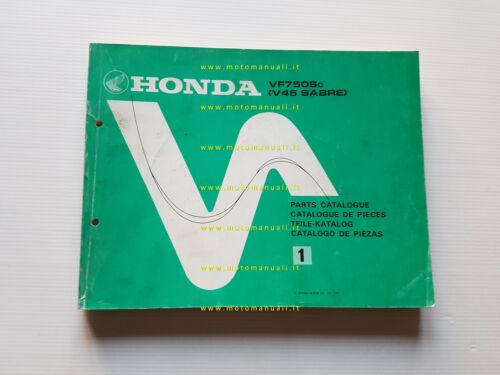 www.motomanuali.it
HONDA VF750Sc
(V45 SABRE)
www.motomanuali.it
www.motomanuali.it
www.motomanuali.it
PARTS CATALOGUE
CATALOGUE DE PIECES
TEILE-KATALOG
CATALOGO DE PIEZAS
www.motomanuali.it
1
www.motomanuali.it